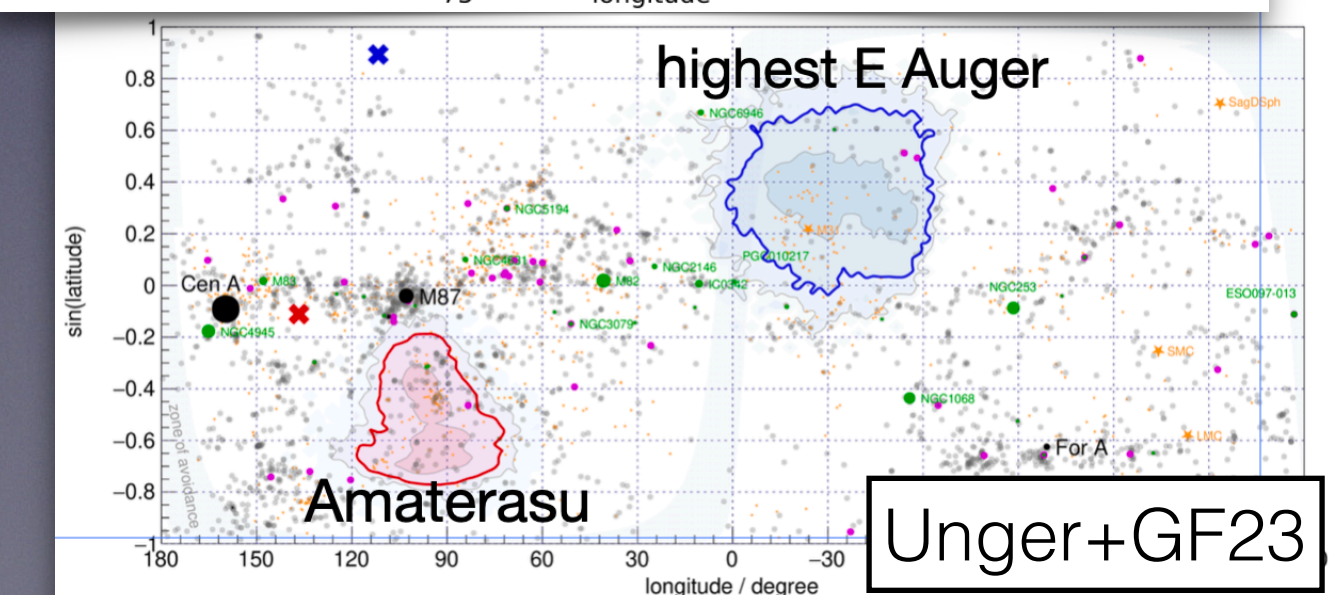 highest E Auger
1
0.8
0.6
0.4
0.2
0
−0.2
−0.4
−0.6
−0.8
−1
sin(latitude)
SagDSph
NGC6946
NGC5194
NGC4631
M31
PGC010217
NGC2146
IC0342
M82
Cen A
M83
M87
NGC4945
NGC3079
NGC253
ESO097-013
SMC
NGC1068
LMC
For A
zone of avoidance
Amaterasu
Unger+GF23
180 150 120 90 60 30 0 −30
longitude / degree